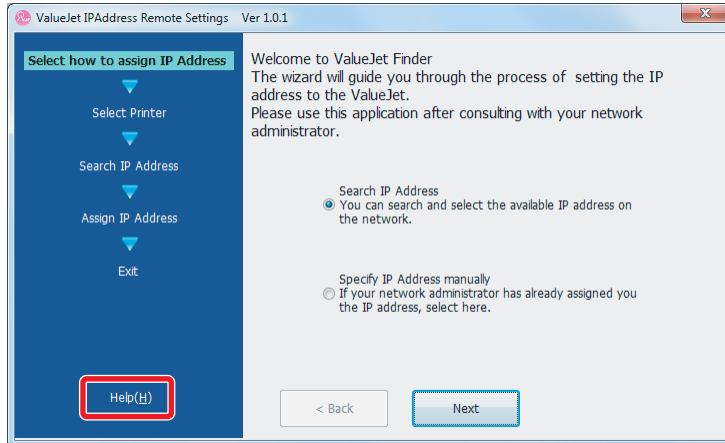 ValueJet IPAddress Remote Settings Ver 1.0.1
Select how to assign IP Address
Select Printer
Search IP Address
Assign IP Address
Exit
Help(H)
Welcome to ValueJet Finder
The wizard will guide you through the process of setting the IP
address to the ValueJet.
Please use this application after consulting with your network
administrator.
Search IP Address
You can search and select the available IP address on
the network.
Specify IP Address manually
If your network administrator has already assigned you
the IP address, select here.
< Back
Next